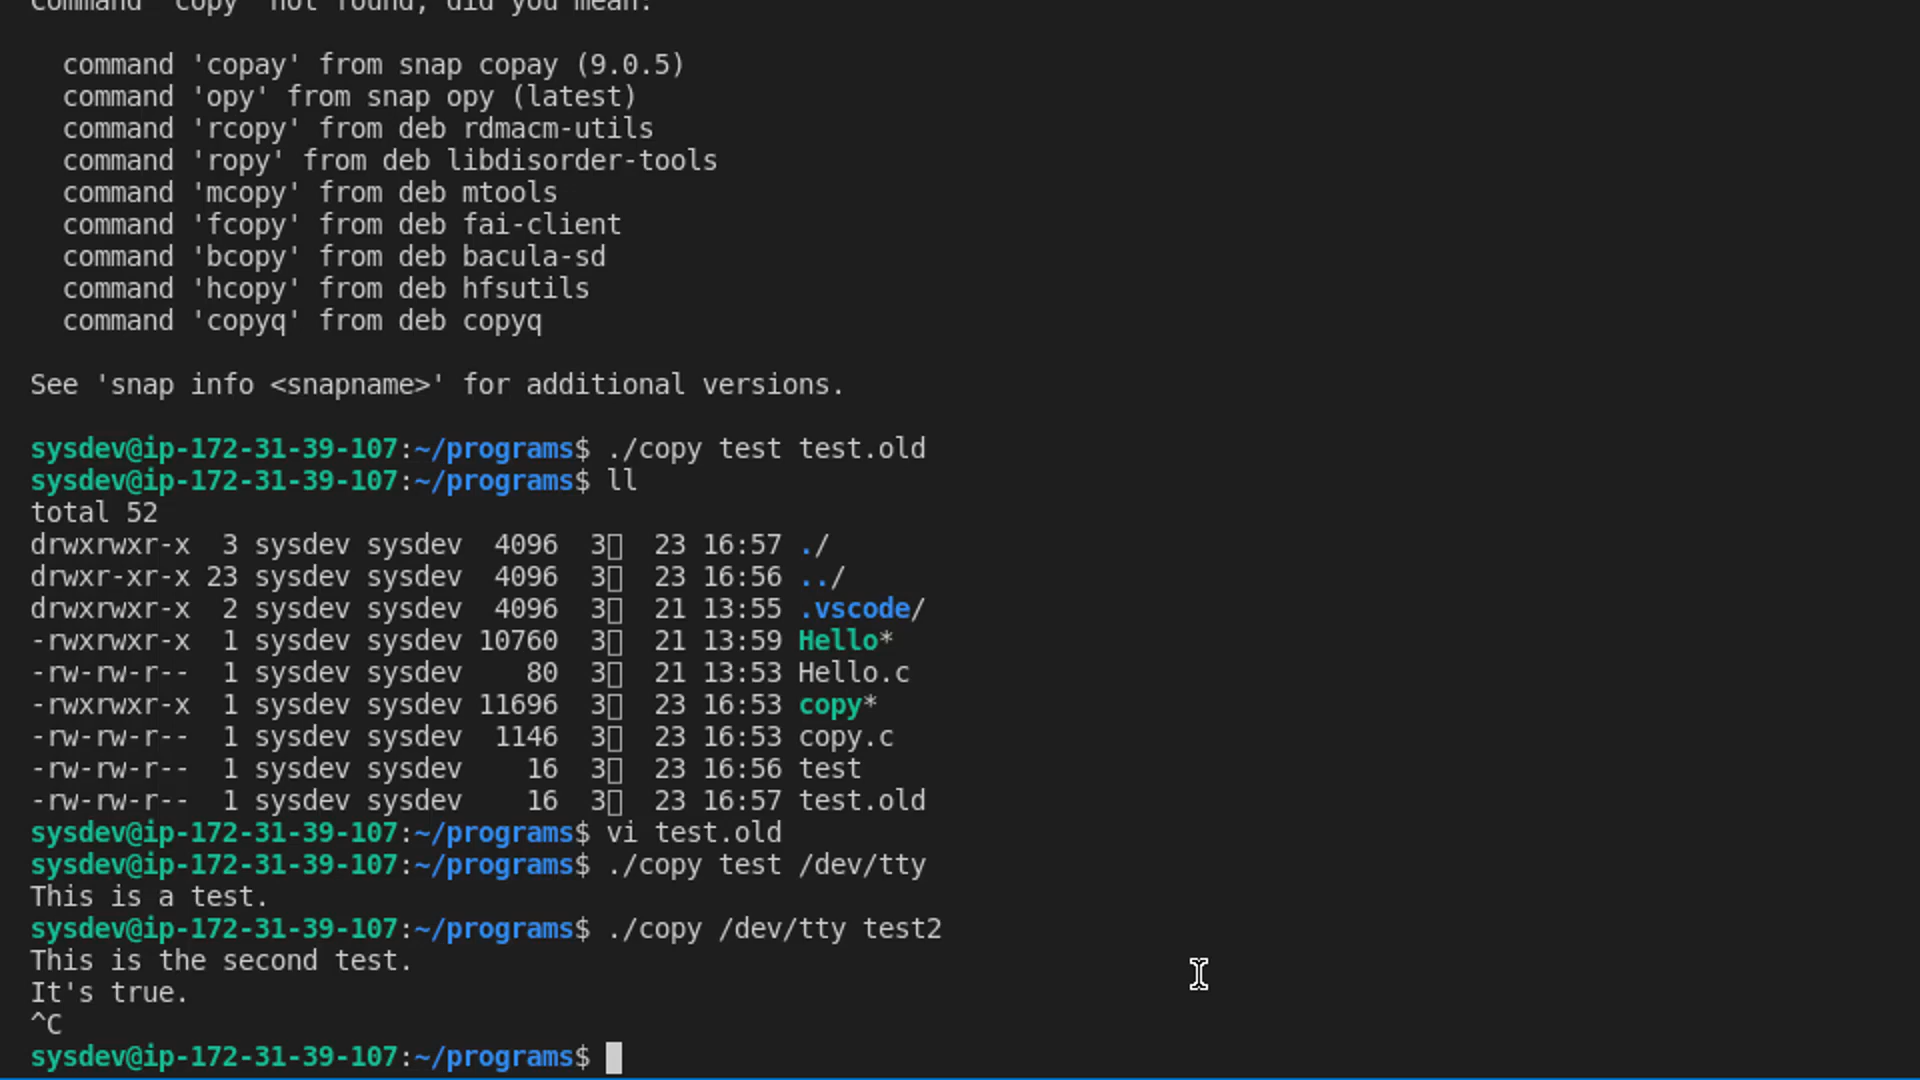 Command 'copy' not found, did you mean:
command 'copay' from snap copay (9.0.5)
command 'opy' from snap opy (latest)
command 'rcopy' from deb rdmacm-utils
command 'ropy' from deb libdisorder-tools
command 'mcopy' from deb mtools
command 'fcopy' from deb fai-client
command 'bcopy' from deb bacula-sd
command 'hcopy' from deb hfsutils
command 'copyq' from deb copyq
See 'snap info <snapname>' for additional versions.
sysdev@ip-172-31-39-107:~/programs$ ./copy test test.old
sysdev@ip-172-31-39-107:~/programs$ ll
total 52
drwxrwxr-x  3 sysdev sysdev  4096  3▯  23 16:57 ./
drwxr-xr-x 23 sysdev sysdev  4096  3▯  23 16:56 ../
drwxrwxr-x  2 sysdev sysdev  4096  3▯  21 13:55 .vscode/
-rwxrwxr-x  1 sysdev sysdev 10760  3▯  21 13:59 Hello*
-rw-rw-r--  1 sysdev sysdev    80  3▯  21 13:53 Hello.c
-rwxrwxr-x  1 sysdev sysdev 11696  3▯  23 16:53 copy*
-rw-rw-r--  1 sysdev sysdev  1146  3▯  23 16:53 copy.c
-rw-rw-r--  1 sysdev sysdev    16  3▯  23 16:56 test
-rw-rw-r--  1 sysdev sysdev    16  3▯  23 16:57 test.old
sysdev@ip-172-31-39-107:~/programs$ vi test.old
sysdev@ip-172-31-39-107:~/programs$ ./copy test /dev/tty
This is a test.
sysdev@ip-172-31-39-107:~/programs$ ./copy /dev/tty test2
This is the second test.
It's true.
^C
sysdev@ip-172-31-39-107:~/programs$